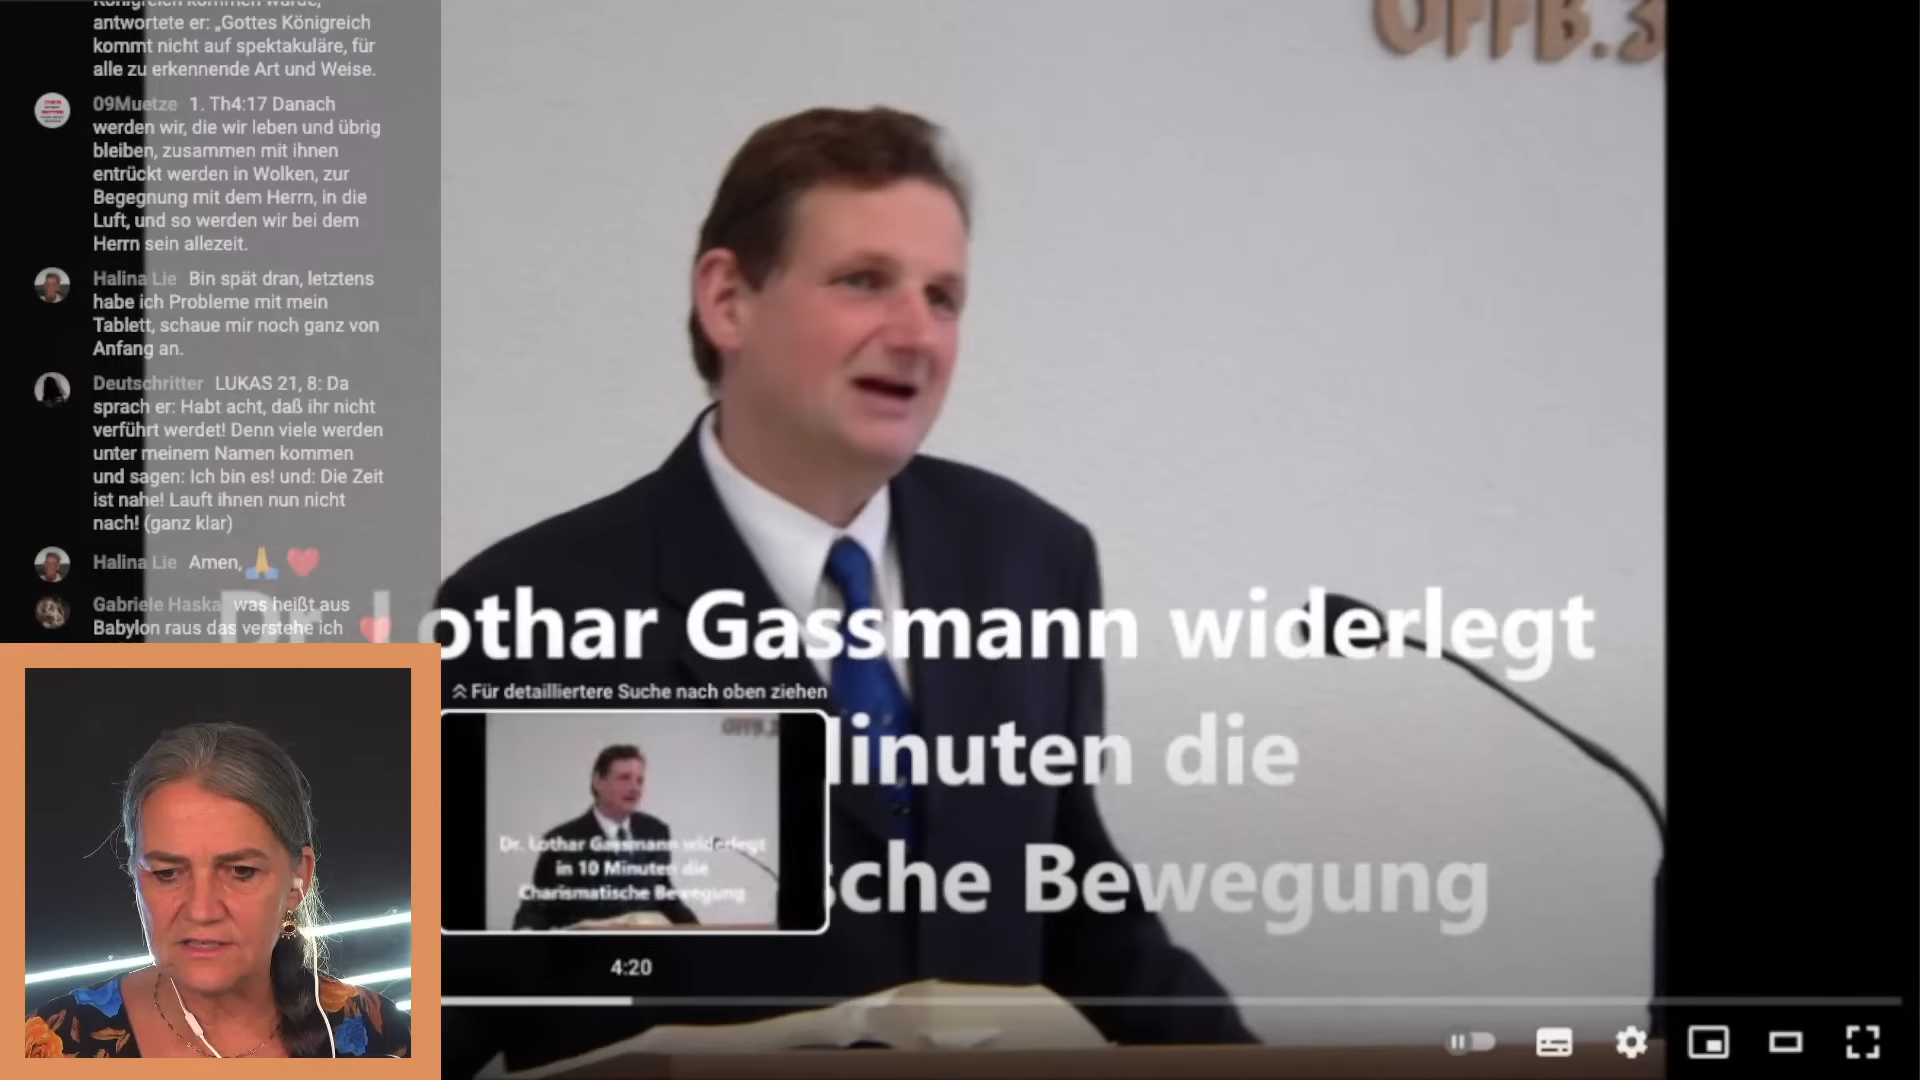 Königreich kommen würde,
antwortete er: „Gottes Königreich
kommt nicht auf spektakuläre, für
alle zu erkennende Art und Weise.
09Muetze 1. Th4:17 Danach
werden wir, die wir leben und übrig
bleiben, zusammen mit ihnen
entrückt werden in Wolken, zur
Begegnung mit dem Herrn, in die
Luft, und so werden wir bei dem
Herrn sein allezeit.
Halina Lie Bin spät dran, letztens
habe ich Probleme mit mein
Tablett, schaue mir noch ganz von
Anfang an.
Deutschritter LUKAS 21, 8: Da
sprach er: Habt acht, daß ihr nicht
verführt werdet! Denn viele werden
unter meinem Namen kommen
und sagen: Ich bin es! und: Die Zeit
ist nahe! Lauft ihnen nun nicht
nach! (ganz klar)
Halina Lie Amen, 🙏 ❤️
Gabriele Haska was heißt aus
Babylon raus das verstehe ich
OFFB.3
Dr. Lothar Gassmann widerlegt
Minuten die
sche Bewegung
Für detailliertere Suche nach oben ziehen
OFFB.3
Dr. Lothar Gassmann widerlegt
in 10 Minuten die
Charismatische Bewegung
4:20